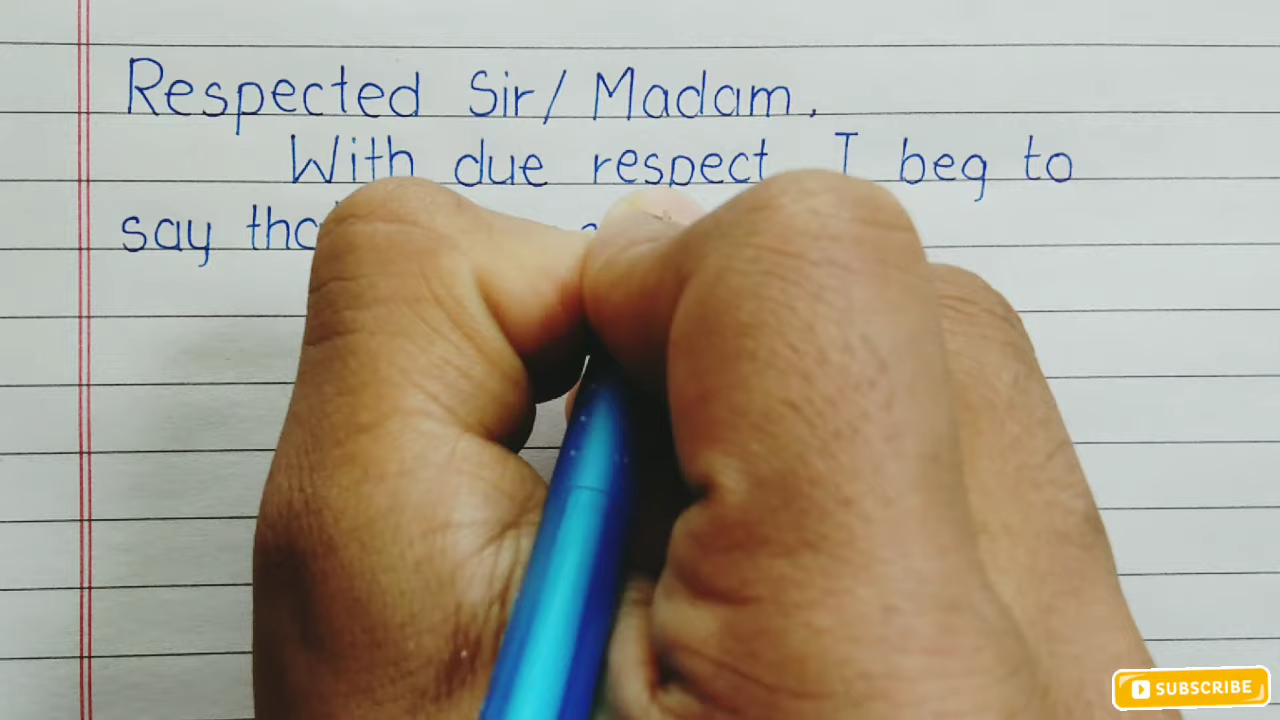 Respected Sir/Madam,
With due respect I beg to
say
SUBSCRIBE